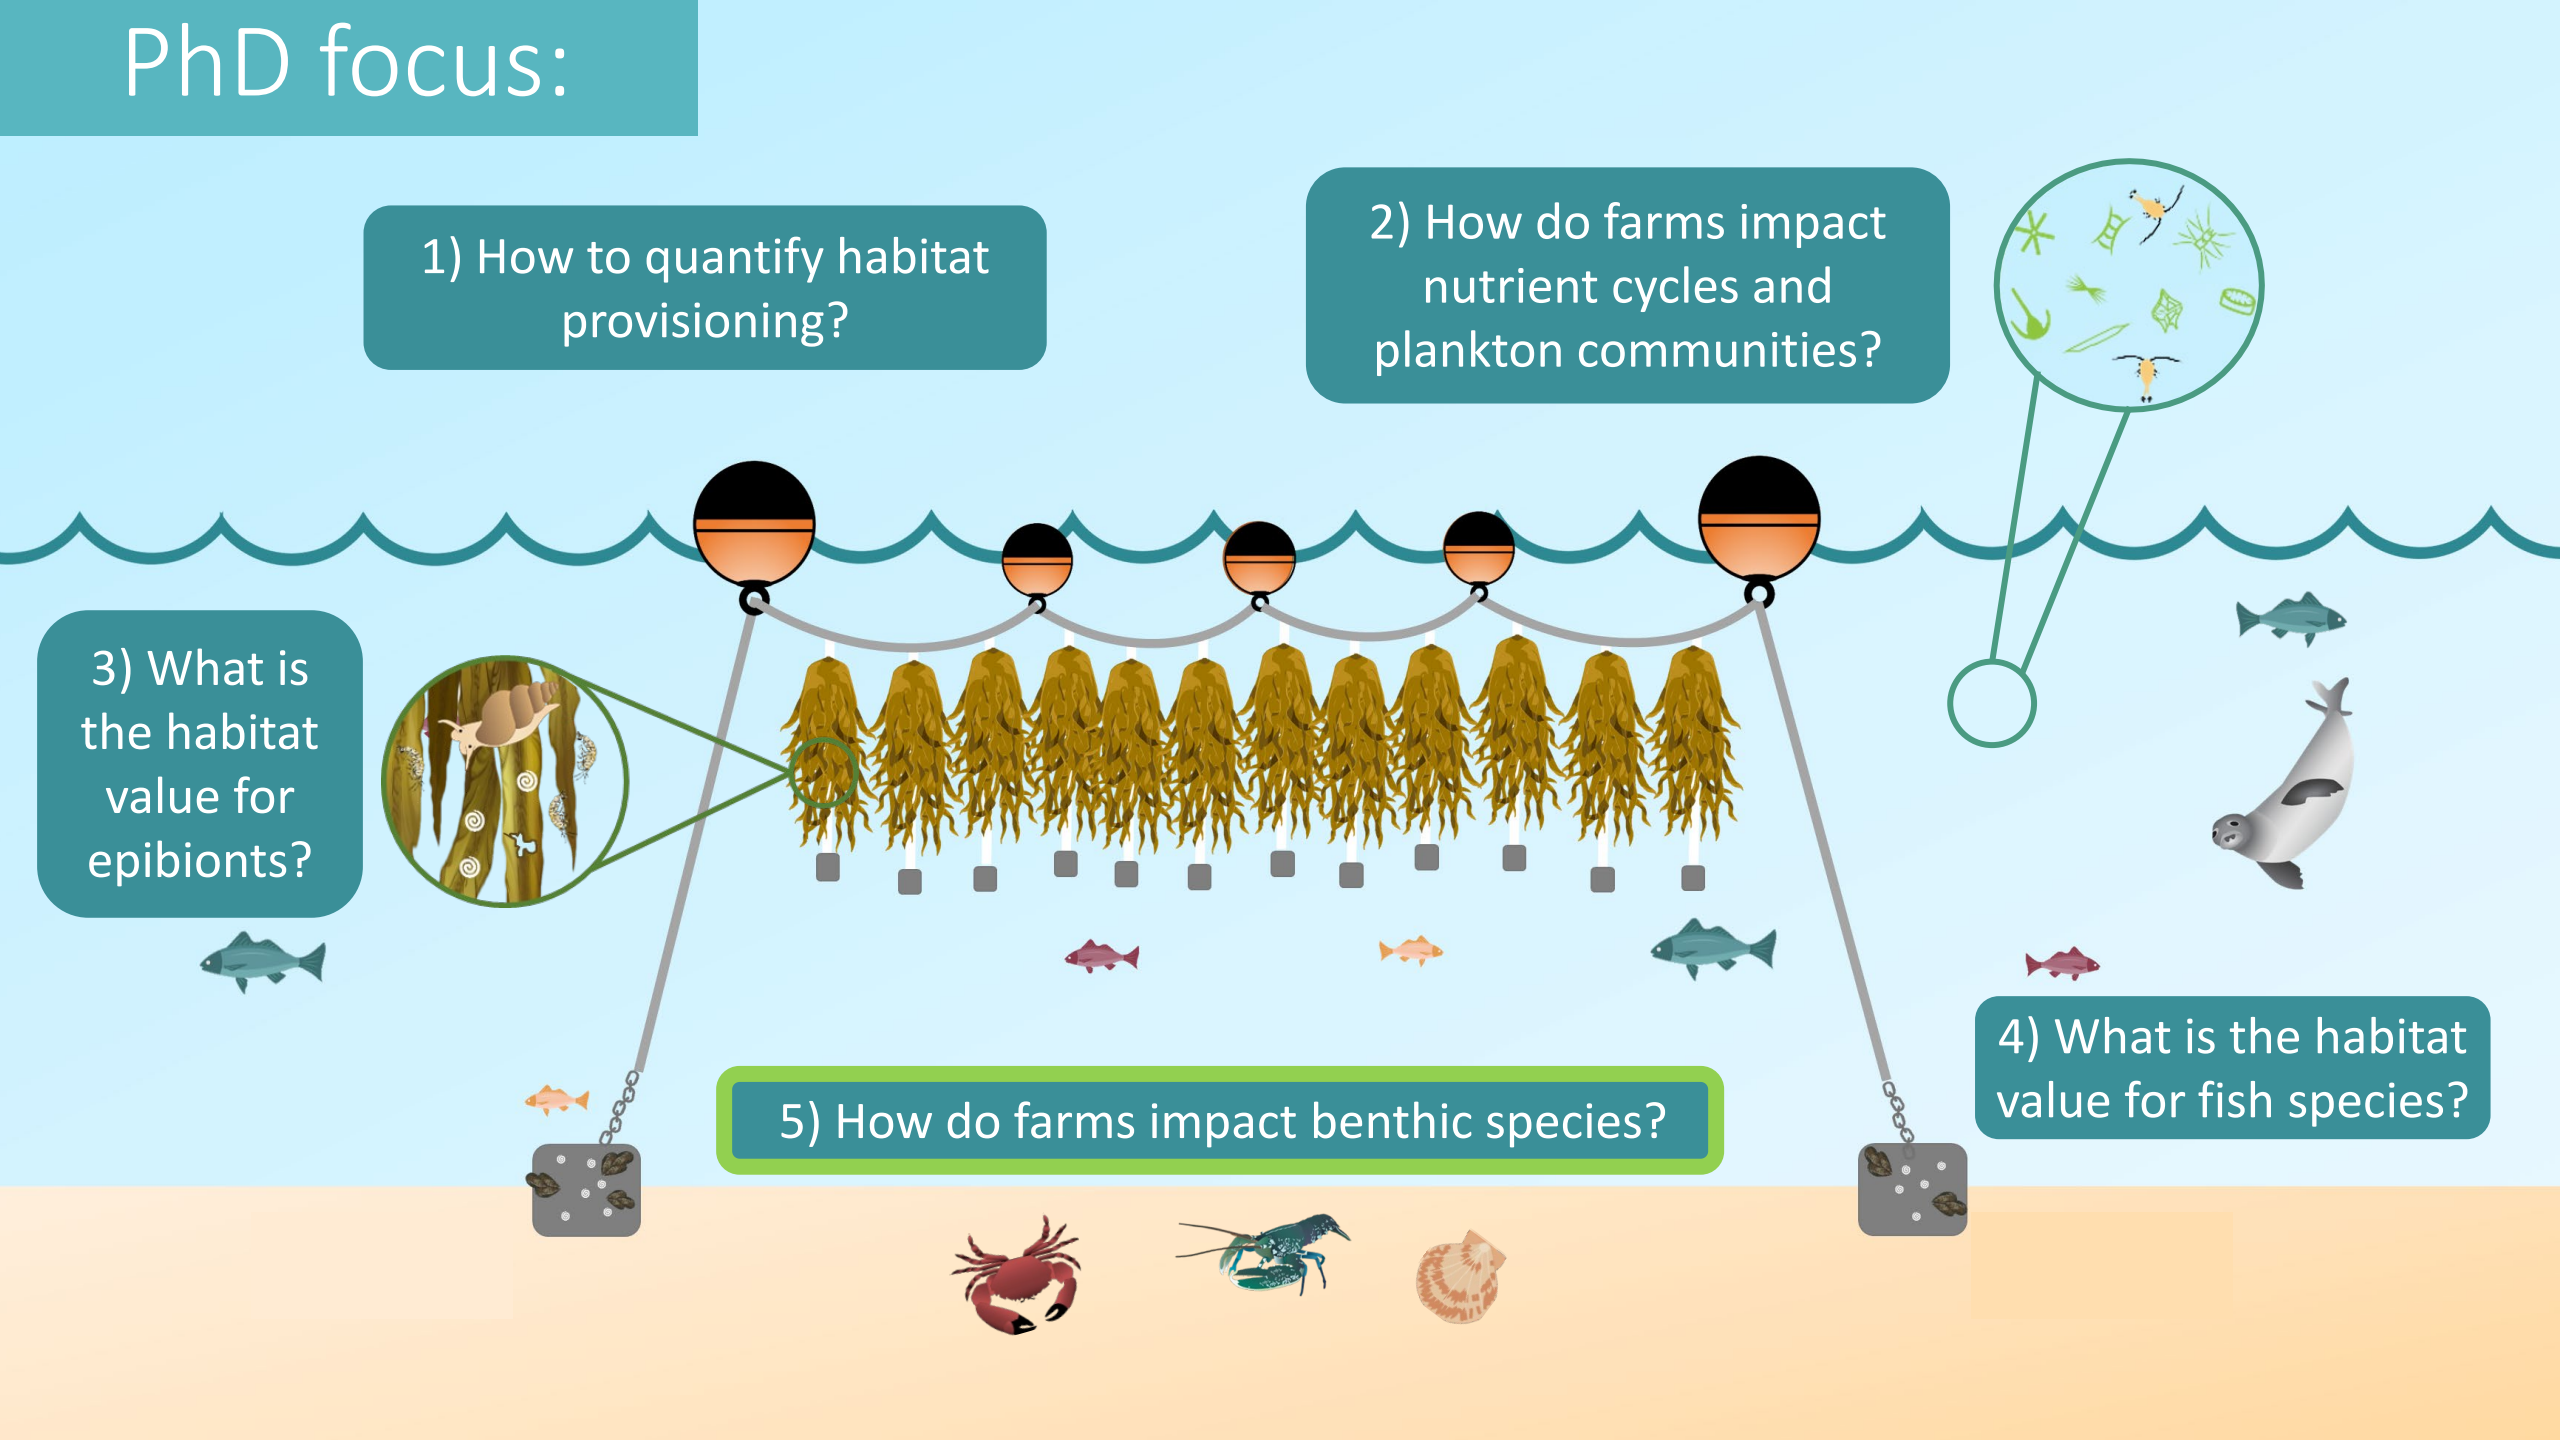 PhD focus:
1) How to quantify habitat
provisioning?
2) How do farms impact
nutrient cycles and
plankton communities?
3) What is
the habitat
value for
epibionts?
4) What is the habitat
value for fish species?
5) How do farms impact benthic species?